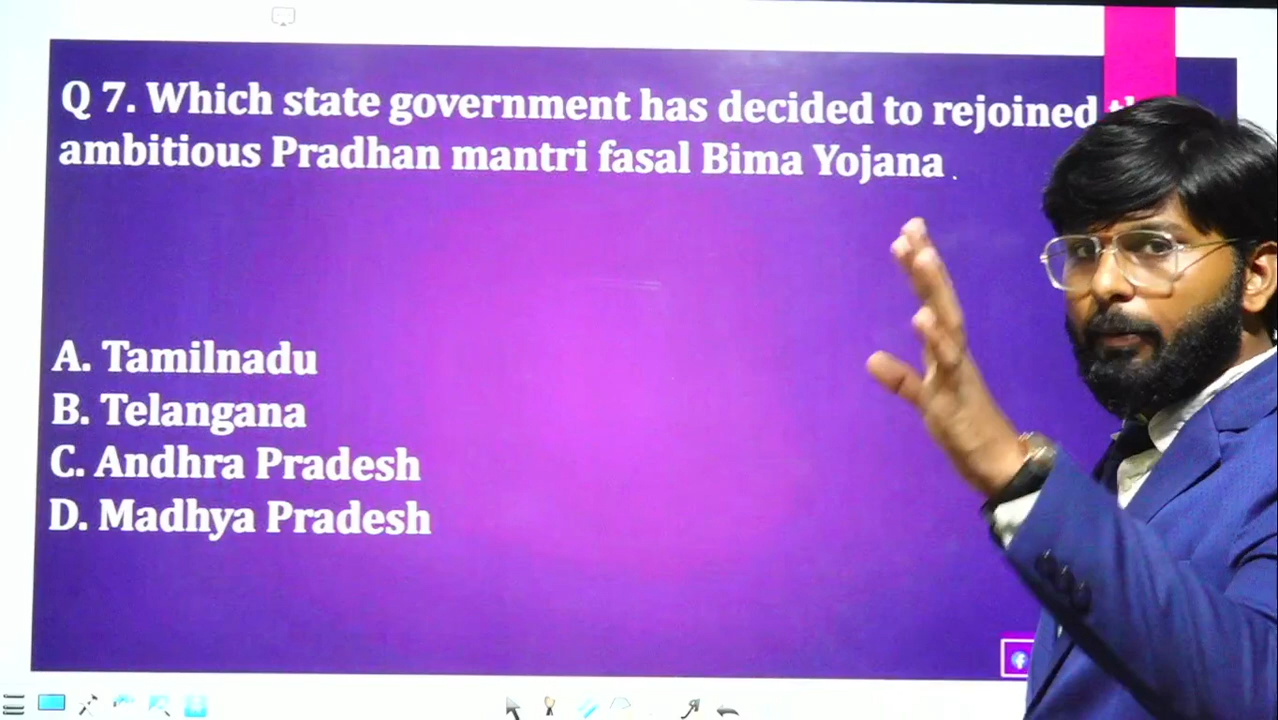 Q 7. Which state government has decided to rejoined
ambitious Pradhan mantri fasal Bima Yojana .
A. Tamilnadu
B. Telangana
C. Andhra Pradesh
D. Madhya Pradesh